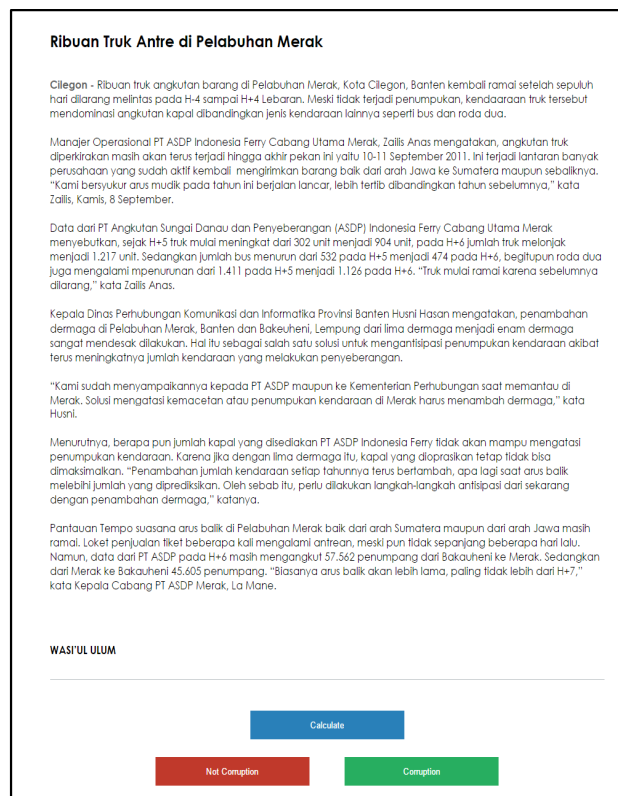 Ribuan Truk Antre di Pelabuhan Merak
Cilegon - Ribuan truk angkutan barang di Pelabuhan Merak, Kota Cilegon, Banten kembali ramai setelah sepuluh
hari dilarang melintas pada H-4 sampai H+4 Lebaran. Meski tidak terjadi penumpukan, kendaaraan truk tersebut
mendominasi angkutan kapal dibandingkan jenis kendaraan lainnya seperti bus dan roda dua.
Manajer Operasional PT ASDP Indonesia Ferry Cabang Utama Merak, Zailis Anas mengatakan, angkutan truk
diperkirakan masih akan terus terjadi hingga akhir pekan ini yaitu 10-11 September 2011. Ini terjadi lantaran banyak
perusahaan yang sudah aktif kembali  mengirimkan barang baik dari arah Jawa ke Sumatera maupun sebaliknya.
"Kami bersyukur arus mudik pada tahun ini berjalan lancar, lebih tertib dibandingkan tahun sebelumnya," kata
Zailis, Kamis, 8 September.
Data dari PT Angkutan Sungai Danau dan Penyeberangan (ASDP) Indonesia Ferry Cabang Utama Merak
menyebutkan, sejak H+5 truk mulai meningkat dari 302 unit menjadi 904 unit, pada H+6 jumlah truk melonjak
menjadi 1.217 unit. Sedangkan jumlah bus menurun dari 532 pada H+5 menjadi 474 pada H+6, begitupun roda dua
juga mengalami mpenurunan dari 1.411 pada H+5 menjadi 1.126 pada H+6. "Truk mulai ramai karena sebelumnya
dilarang," kata Zailis Anas.
Kepala Dinas Perhubungan Komunikasi dan Informatika Provinsi Banten Husni Hasan mengatakan, penambahan
dermaga di Pelabuhan Merak, Banten dan Bakeuheni, Lempung dari lima dermaga menjadi enam dermaga
sangat mendesak dilakukan. Hal itu sebagai salah satu solusi untuk mengantisipasi penumpukan kendaraan akibat
terus meningkatnya jumlah kendaraan yang melakukan penyeberangan.
"Kami sudah menyampaikannya kepada PT ASDP maupun ke Kementerian Perhubungan saat memantau di
Merak. Solusi mengatasi kemacetan atau penumpukan kendaraan di Merak harus menambah dermaga," kata
Husni.
Menurutnya, berapa pun jumlah kapal yang disediakan PT ASDP Indonesia Ferry tidak akan mampu mengatasi
penumpukan kendaraan. Karena jika dengan lima dermaga itu, kapal yang dioprasikan tetap tidak bisa
dimaksimalkan. "Penambahan jumlah kendaraan setiap tahunnya terus bertambah, apa lagi saat arus balik
melebihi jumlah yang diprediksikan. Oleh sebab itu, perlu dilakukan langkah-langkah antisipasi dari sekarang
dengan penambahan dermaga," katanya.
Pantauan Tempo suasana arus balik di Pelabuhan Merak baik dari arah Sumatera maupun dari arah Jawa masih
ramai. Loket penjualan tiket beberapa kali mengalami antrean, meski pun tidak sepanjang beberapa hari lalu.
Namun, data dari PT ASDP pada H+6 masih mengangkut 57.562 penumpang dari Bakauheni ke Merak. Sedangkan
dari Merak ke Bakauheni 45.605 penumpang. "Biasanya arus balik akan lebih lama, paling tidak lebih dari H+7,"
kata Kepala Cabang PT ASDP Merak, La Mane.
WASI'UL ULUM
Calculate
Not Corruption
Corruption